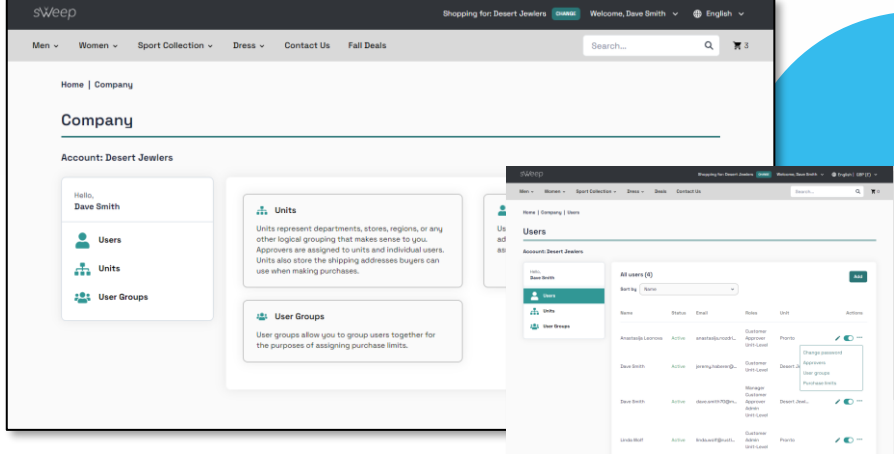 sWeep
Shopping for: Desert Jewlers CHANGE Welcome, Dave Smith English
Men Women Sport Collection Dress Contact Us Fall Deals Search... 3
Home | Company
Company
Account: Desert Jewlers
Hello,
Dave Smith
Users
Units
User Groups
Units
Units represent departments, stores, regions, or any
other logical grouping that makes sense to you.
Approvers are assigned to units and individual users.
Units also store the shipping addresses buyers can
use when making purchases.
User Groups
User groups allow you to group users together for
the purposes of assigning purchase limits.
sWeep
Shopping for: Desert Jewlers CHANGE Welcome, Dave Smith English | GBP (£)
Men Women Sport Collection Dress Deals Contact Us Search... 0
Home | Company | Users
Users
Account: Desert Jewlers
Hello,
Dave Smith
Users
Units
User Groups
All users (4)
Add
Sort by Name
Name Status Email Roles Unit Actions
Active Customer
Approver
Unit-Level
Pronto
Change password
Approvers
User groups
Purchase limits
Dave Smith Active Customer
Unit-Level
Dave Smith Active Manager
Customer
Approver
Admin
Unit-Level
Desert Jewl...
Linda Wolf Active Customer
Admin
Unit-Level
Pronto